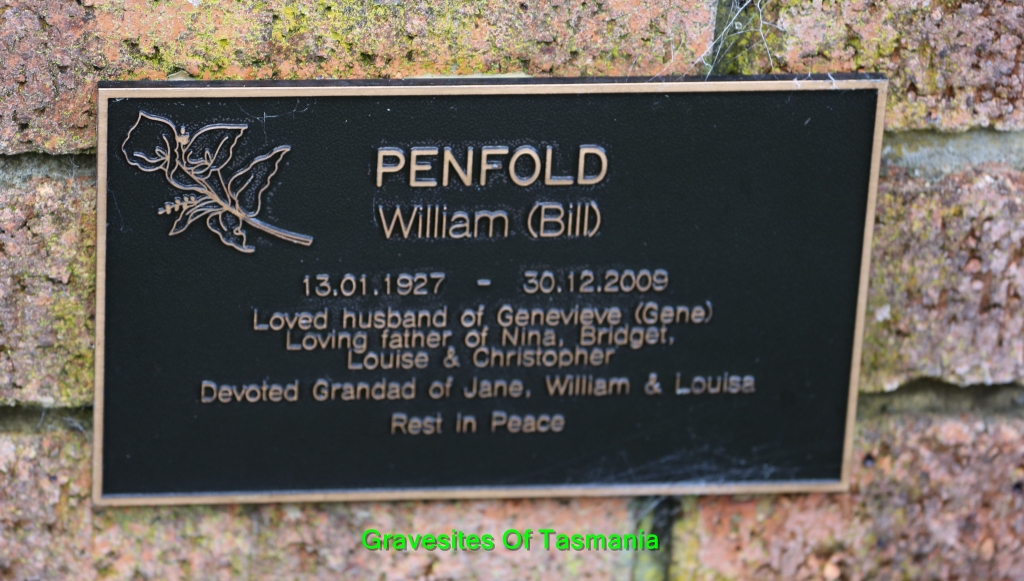 PENFOLD
William (Bill)
13.01.1927 - 30.12.2009
Loved husband of Genevieve (Gene)
Loving father of Nina, Bridget,
Louise & Christopher
Devoted Grandad of Jane, William & Louisa
Rest in Peace
Gravesites Of Tasmania